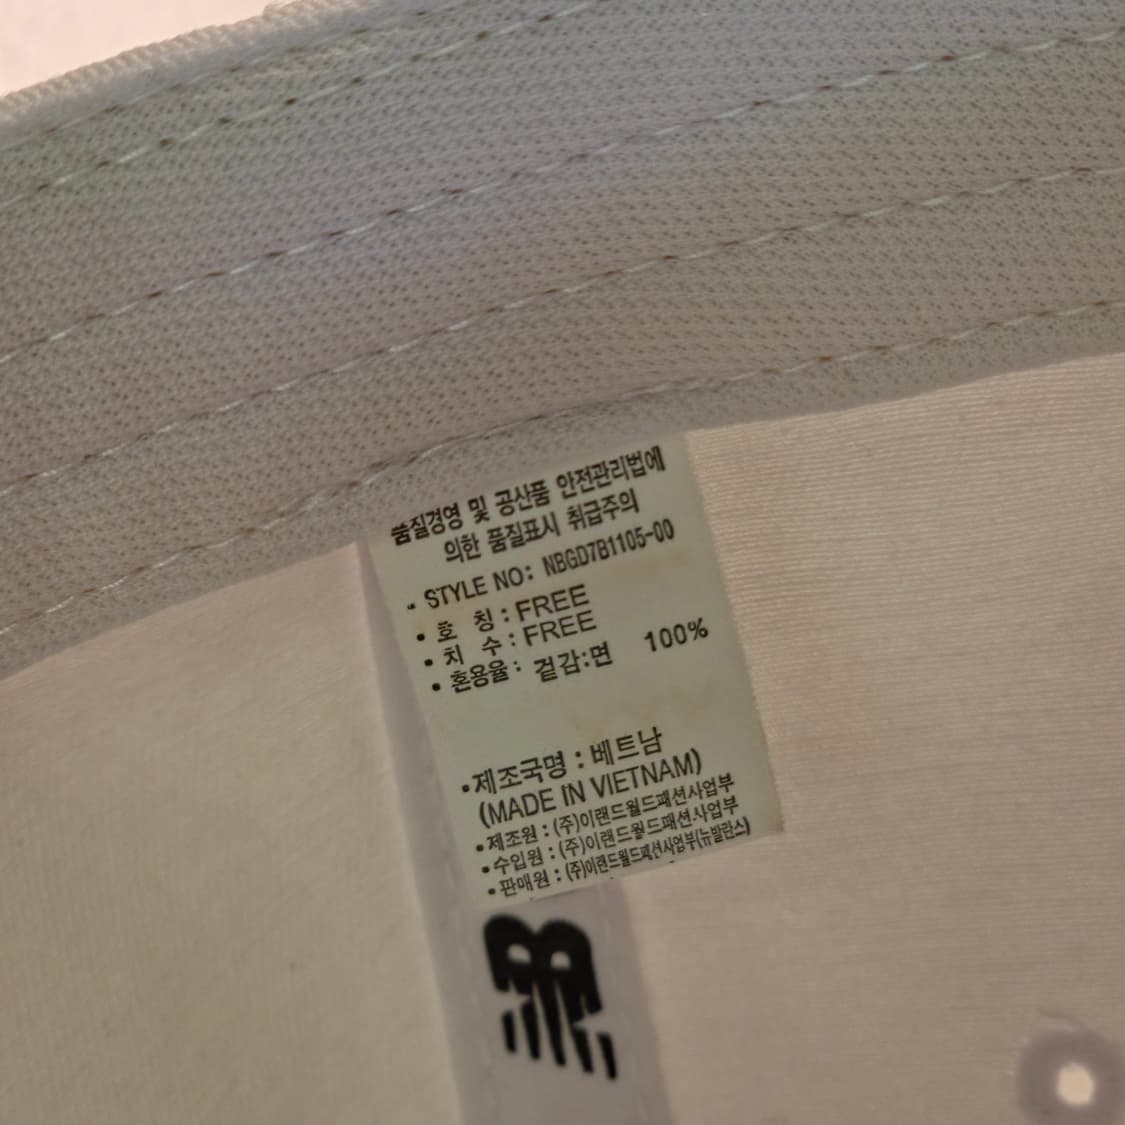 품질경영 및 공산품 안전관리법에
의한 품질표시 취급주의
• STYLE NO: NBGD7B1105-00
• 호 칭 : FREE
• 치 수 : FREE
• 혼용율 : 겉감:면 100%
• 제조국명 : 베트남
(MADE IN VIETNAM)
• 제조원 : (주)이랜드월드패션사업부
• 수입원 : (주)이랜드월드패션사업부
• 판매원 : (주)이랜드월드패션사업부(뉴발란스)